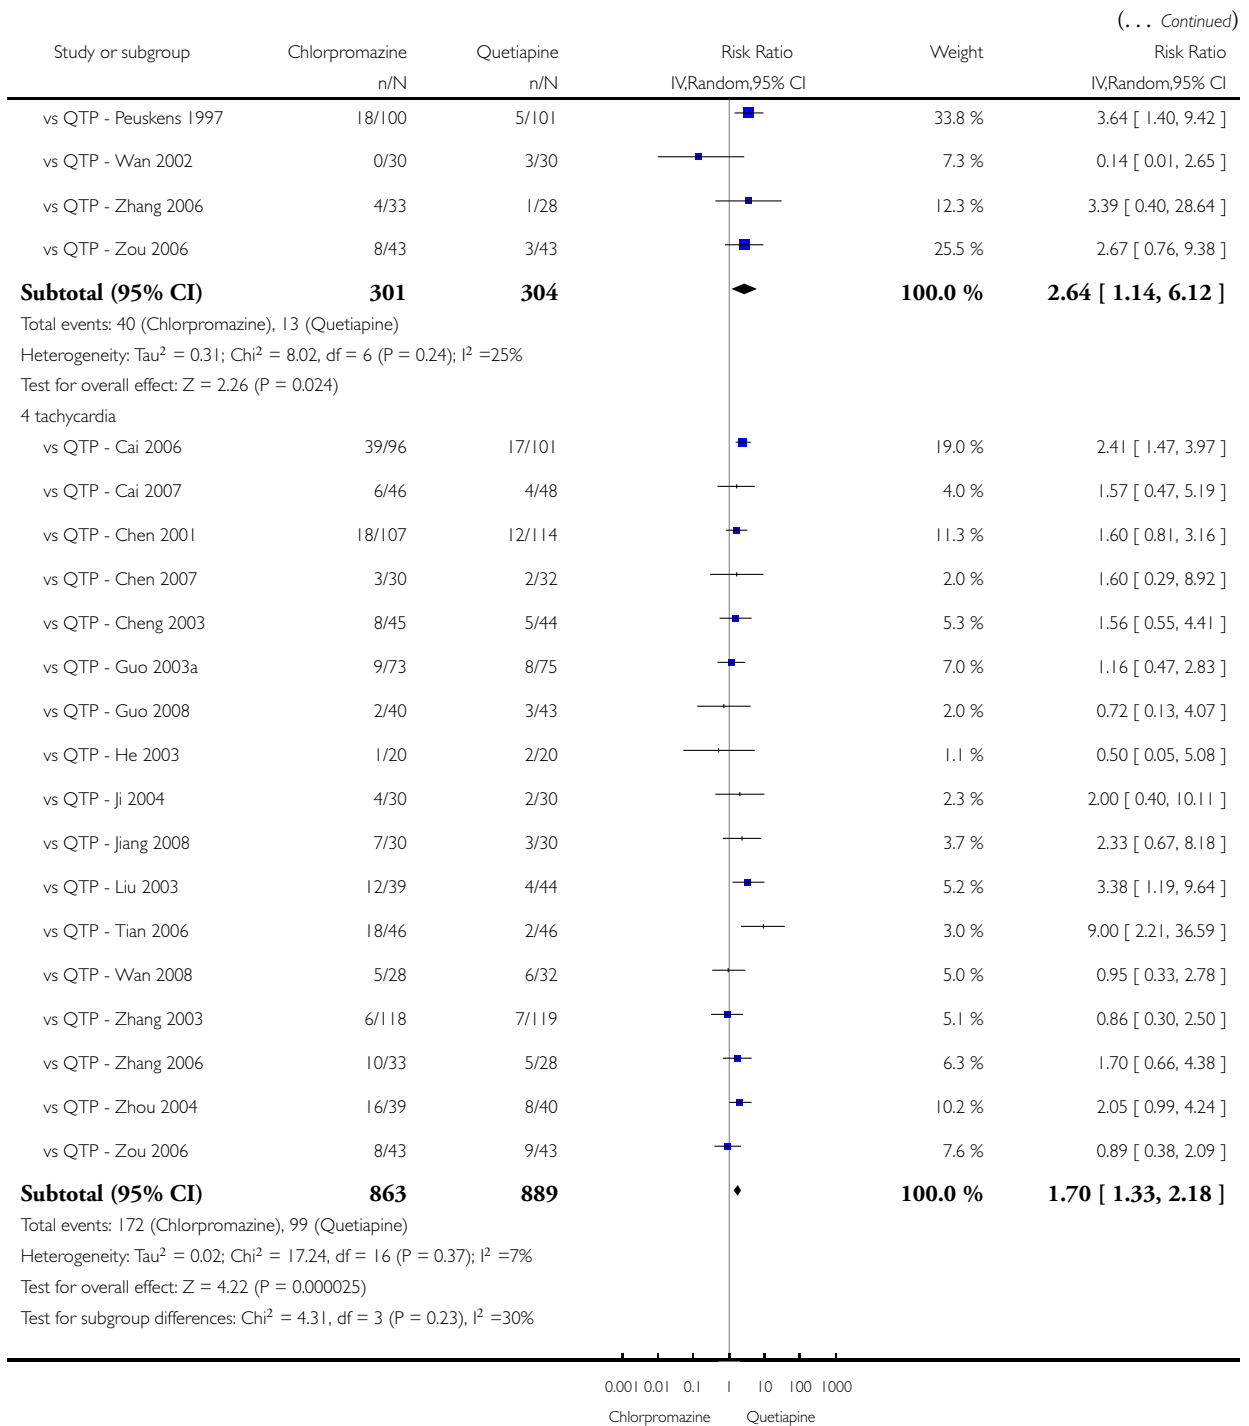 (... Continued)
Study or subgroup Chlorpromazine Quetiapine Risk Ratio Weight Risk Ratio
n/N n/N IV,Random,95% CI IV,Random,95% CI
vs QTP - Peuskens 1997 18/100 5/101 33.8 % 3.64 [ 1.40, 9.42 ]
vs QTP - Wan 2002 0/30 3/30 7.3 % 0.14 [ 0.01, 2.65 ]
vs QTP - Zhang 2006 4/33 1/28 12.3 % 3.39 [ 0.40, 28.64 ]
vs QTP - Zou 2006 8/43 3/43 25.5 % 2.67 [ 0.76, 9.38 ]
Subtotal (95% CI) 301 304 100.0 % 2.64 [ 1.14, 6.12 ]
Total events: 40 (Chlorpromazine), 13 (Quetiapine)
Heterogeneity: Tau² = 0.31; Chi² = 8.02, df = 6 (P = 0.24); I² =25%
Test for overall effect: Z = 2.26 (P = 0.024)
4 tachycardia
vs QTP - Cai 2006 39/96 17/101 19.0 % 2.41 [ 1.47, 3.97 ]
vs QTP - Cai 2007 6/46 4/48 4.0 % 1.57 [ 0.47, 5.19 ]
vs QTP - Chen 2001 18/107 12/114 11.3 % 1.60 [ 0.81, 3.16 ]
vs QTP - Chen 2007 3/30 2/32 2.0 % 1.60 [ 0.29, 8.92 ]
vs QTP - Cheng 2003 8/45 5/44 5.3 % 1.56 [ 0.55, 4.41 ]
vs QTP - Guo 2003a 9/73 8/75 7.0 % 1.16 [ 0.47, 2.83 ]
vs QTP - Guo 2008 2/40 3/43 2.0 % 0.72 [ 0.13, 4.07 ]
vs QTP - He 2003 1/20 2/20 1.1 % 0.50 [ 0.05, 5.08 ]
vs QTP - Ji 2004 4/30 2/30 2.3 % 2.00 [ 0.40, 10.11 ]
vs QTP - Jiang 2008 7/30 3/30 3.7 % 2.33 [ 0.67, 8.18 ]
vs QTP - Liu 2003 12/39 4/44 5.2 % 3.38 [ 1.19, 9.64 ]
vs QTP - Tian 2006 18/46 2/46 3.0 % 9.00 [ 2.21, 36.59 ]
vs QTP - Wan 2008 5/28 6/32 5.0 % 0.95 [ 0.33, 2.78 ]
vs QTP - Zhang 2003 6/118 7/119 5.1 % 0.86 [ 0.30, 2.50 ]
vs QTP - Zhang 2006 10/33 5/28 6.3 % 1.70 [ 0.66, 4.38 ]
vs QTP - Zhou 2004 16/39 8/40 10.2 % 2.05 [ 0.99, 4.24 ]
vs QTP - Zou 2006 8/43 9/43 7.6 % 0.89 [ 0.38, 2.09 ]
Subtotal (95% CI) 863 889 100.0 % 1.70 [ 1.33, 2.18 ]
Total events: 172 (Chlorpromazine), 99 (Quetiapine)
Heterogeneity: Tau² = 0.02; Chi² = 17.24, df = 16 (P = 0.37); I² =7%
Test for overall effect: Z = 4.22 (P = 0.000025)
Test for subgroup differences: Chi² = 4.31, df = 3 (P = 0.23), I² =30%
0.001 0.01 0.1 1 10 100 1000
Chlorpromazine Quetiapine